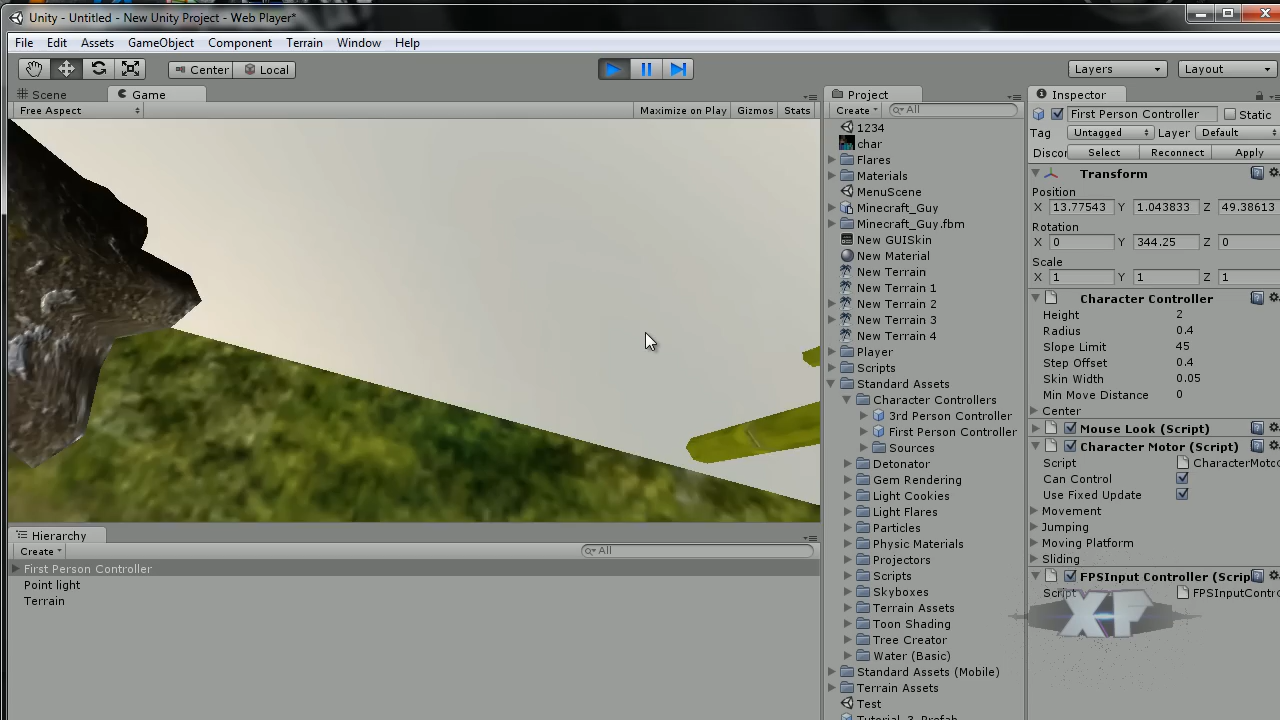 Unity - Untitled - New Unity Project - Web Player*
File Edit Assets GameObject Component Terrain Window Help
Center Local Layers Layout
Scene Game
Free Aspect Maximize on Play Gizmos Stats
Project
Create All
1234
char
Flares
Materials
MenuScene
Minecraft_Guy
Minecraft_Guy.fbm
New GUISkin
New Material
New Terrain
New Terrain 1
New Terrain 2
New Terrain 3
New Terrain 4
Player
Scripts
Standard Assets
Character Controllers
3rd Person Controller
First Person Controller
Sources
Detonator
Gem Rendering
Light Cookies
Light Flares
Particles
Physic Materials
Projectors
Scripts
Skyboxes
Terrain Assets
Toon Shading
Tree Creator
Water (Basic)
Standard Assets (Mobile)
Terrain Assets
Test
Tutorial_3_Prefab
Inspector
First Person Controller Static
Tag Untagged Layer Default
Discor Select Reconnect Apply
Transform
Position
X 13.77543 Y 1.043833 Z 49.38613
Rotation
X 0 Y 344.25 Z 0
Scale
X 1 Y 1 Z 1
Character Controller
Height 2
Radius 0.4
Slope Limit 45
Step Offset 0.4
Skin Width 0.05
Min Move Distance 0
Center
Mouse Look (Script)
Character Motor (Script)
Script CharacterMoto
Can Control
Use Fixed Update
Movement
Jumping
Moving Platform
Sliding
FPSInput Controller (Scrip
Script FPSInputContro
XF
Hierarchy
Create All
First Person Controller
Point light
Terrain